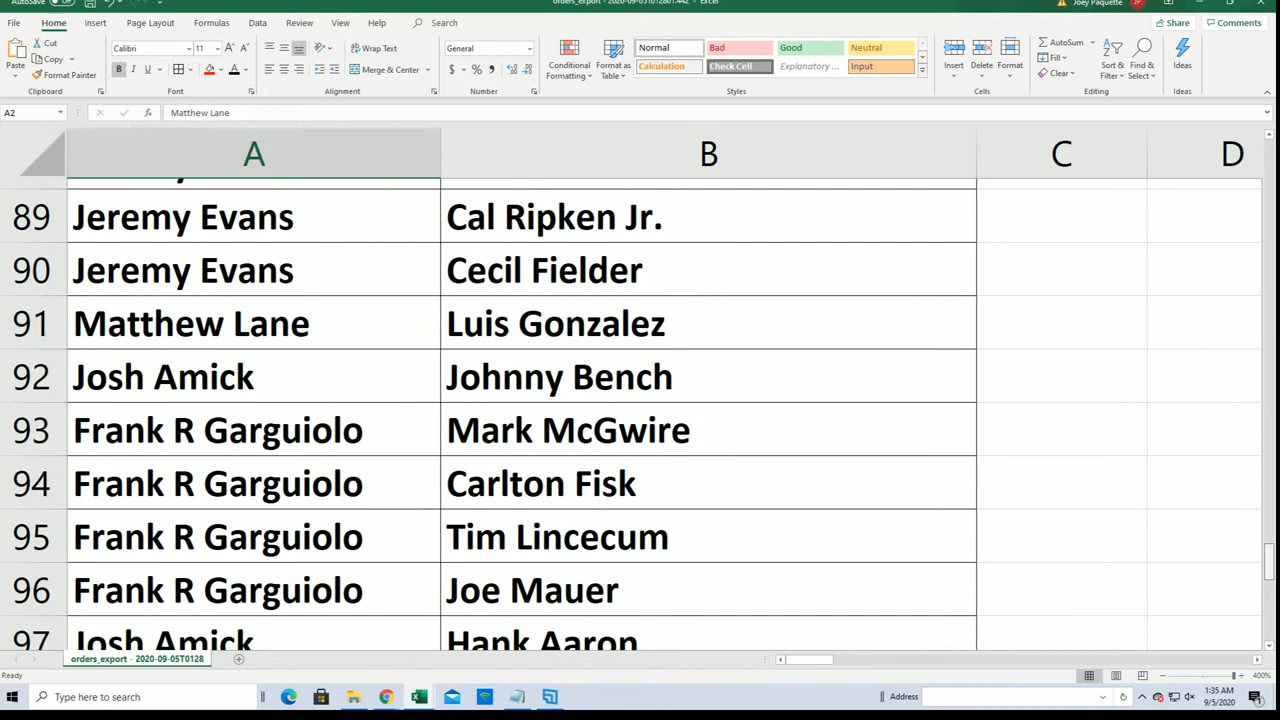 AutoSave Off orders_export - 2020-09-05T012801.442 - Excel Joey Paquette JP
File Home Insert Page Layout Formulas Data Review View Help Search Share Comments
Paste Cut Copy Format Painter Clipboard
Calibri 11 B I U A A Font
Wrap Text Merge & Center Alignment
General $ % Number
Conditional Formatting Format as Table
Normal Bad Good Neutral
Calculation Check Cell Explanatory ... Input
Styles
Insert Delete Format Cells
AutoSum Fill Clear Sort & Filter Find & Select Editing
Ideas Ideas
A2 fx Matthew Lane
A B C D
89 Jeremy Evans Cal Ripken Jr.
90 Jeremy Evans Cecil Fielder
91 Matthew Lane Luis Gonzalez
92 Josh Amick Johnny Bench
93 Frank R Garguiolo Mark McGwire
94 Frank R Garguiolo Carlton Fisk
95 Frank R Garguiolo Tim Lincecum
96 Frank R Garguiolo Joe Mauer
97 Josh Amick Hank Aaron
orders_export - 2020-09-05T0128
Ready 400%
Type here to search Address 1:35 AM
9/5/2020